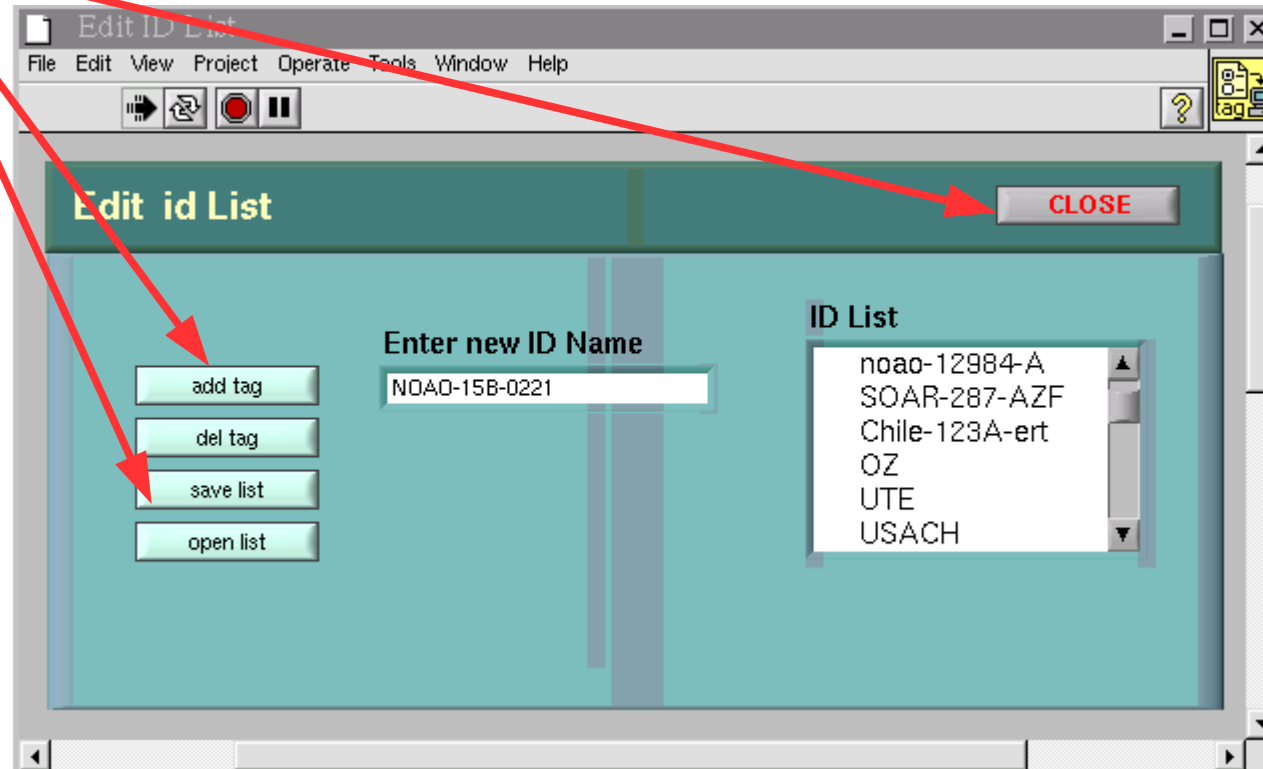 Edit ID List
File Edit View Project Operate Tools Window Help
tag
Edit id List
CLOSE
ID List
Enter new ID Name
noao-12984-A
add tag
NOAO-15B-0221
SOAR-287-AZF
del tag
Chile-123A-ert
OZ
save list
UTE
open list
USACH